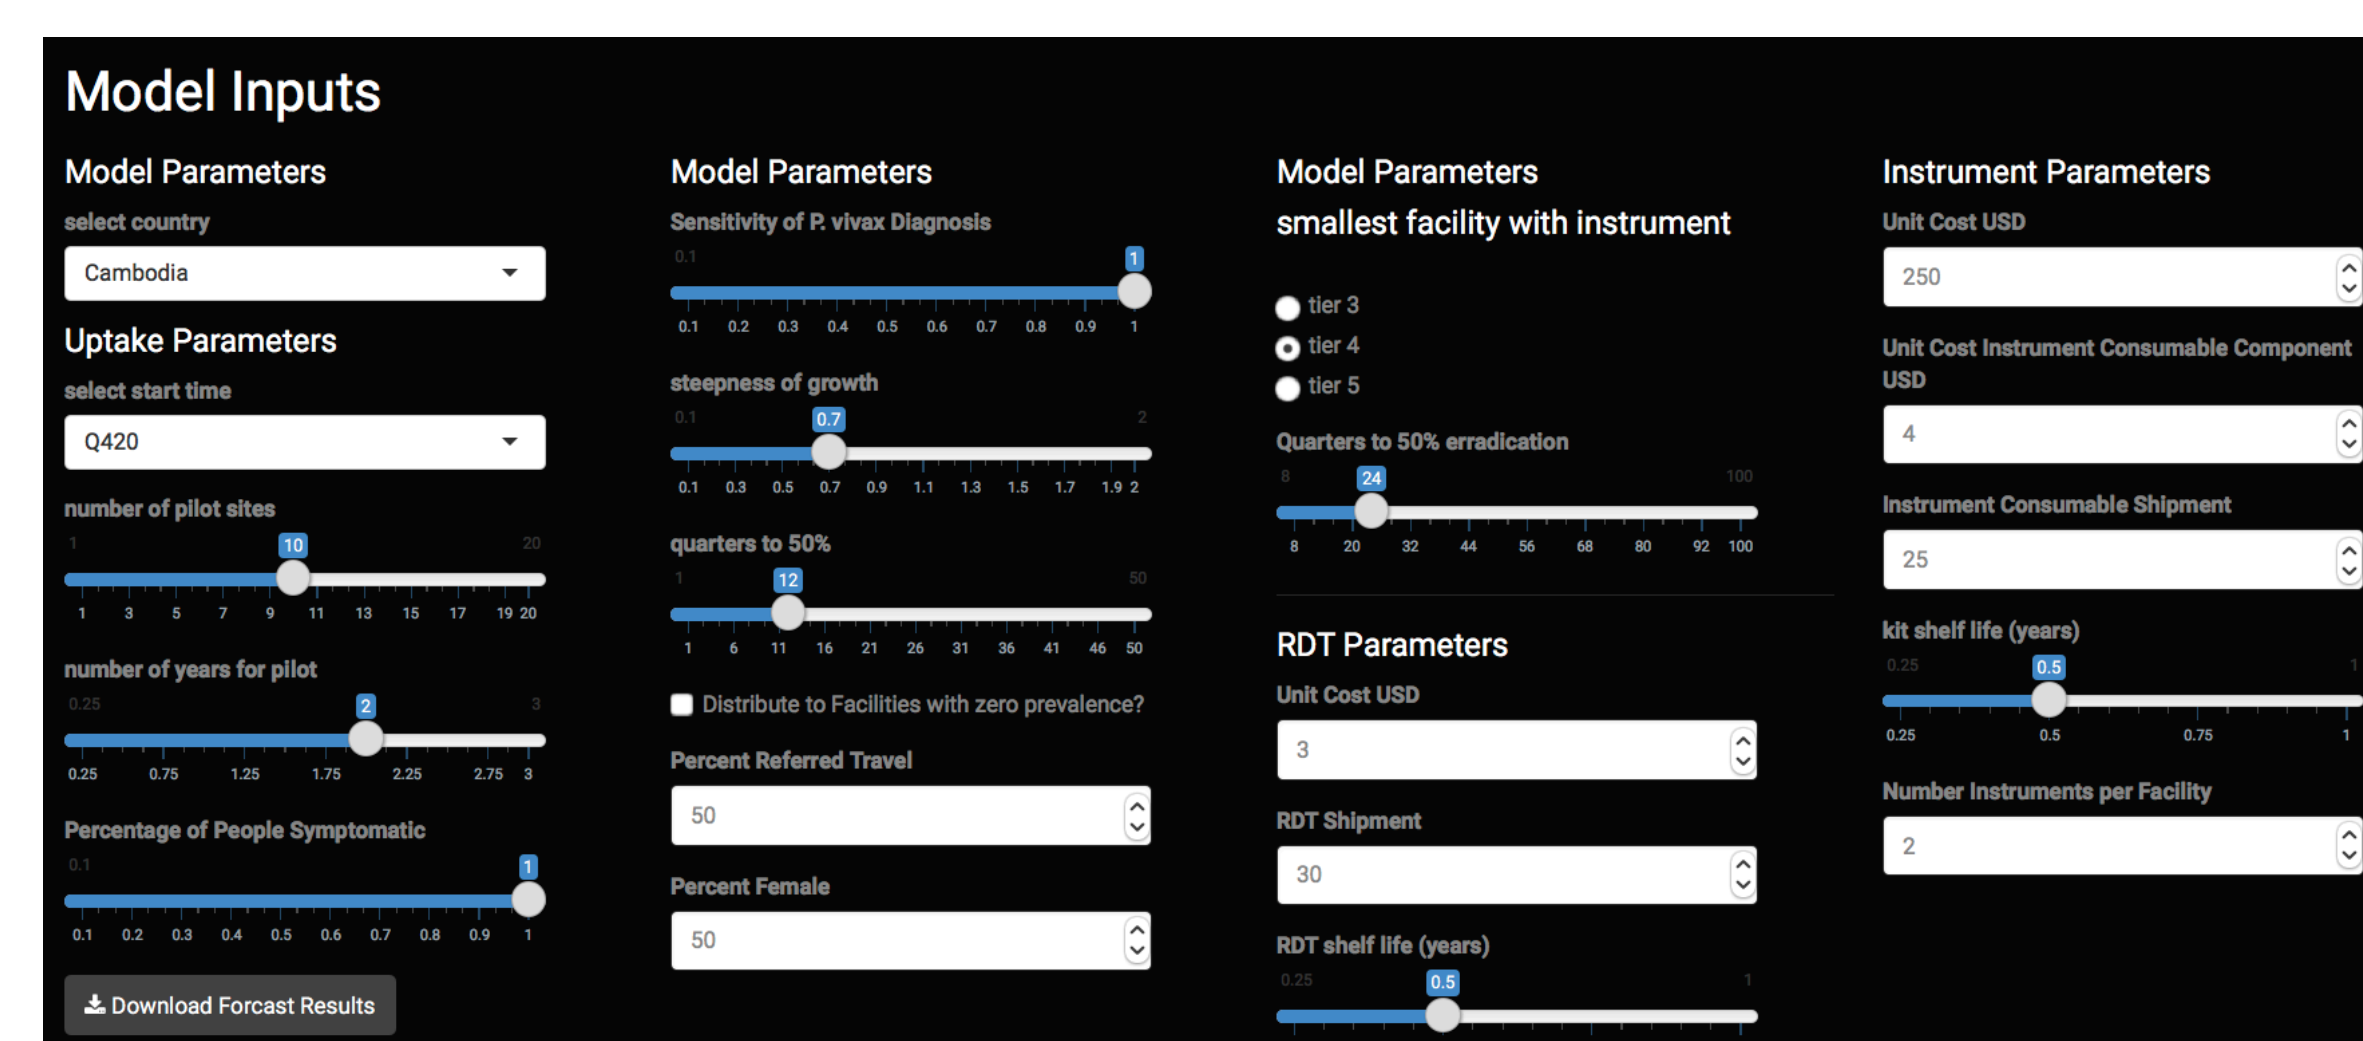 Model Inputs
Model Parameters
select country
Cambodia
Uptake Parameters
select start time
Q420
number of pilot sites
1 10 20
1 3 5 7 9 11 13 15 17 19 20
number of years for pilot
0.25 2 3
0.25 0.75 1.25 1.75 2.25 2.75 3
Percentage of People Symptomatic
0.1 1
0.1 0.2 0.3 0.4 0.5 0.6 0.7 0.8 0.9 1
Download Forcast Results
Model Parameters
Sensitivity of P. vivax Diagnosis
0.1 1
0.1 0.2 0.3 0.4 0.5 0.6 0.7 0.8 0.9 1
steepness of growth
0.1 0.7 2
0.1 0.3 0.5 0.7 0.9 1.1 1.3 1.5 1.7 1.9 2
quarters to 50%
1 12 50
1 6 11 16 21 26 31 36 41 46 50
Distribute to Facilities with zero prevalence?
Percent Referred Travel
50
Percent Female
50
Model Parameters
smallest facility with instrument
tier 3
tier 4
tier 5
Quarters to 50% erradication
8 24 100
8 20 32 44 56 68 80 92 100
RDT Parameters
Unit Cost USD
3
RDT Shipment
30
RDT shelf life (years)
0.25 0.5 1
Instrument Parameters
Unit Cost USD
250
Unit Cost Instrument Consumable Component
USD
4
Instrument Consumable Shipment
25
kit shelf life (years)
0.25 0.5 1
0.25 0.5 0.75 1
Number Instruments per Facility
2